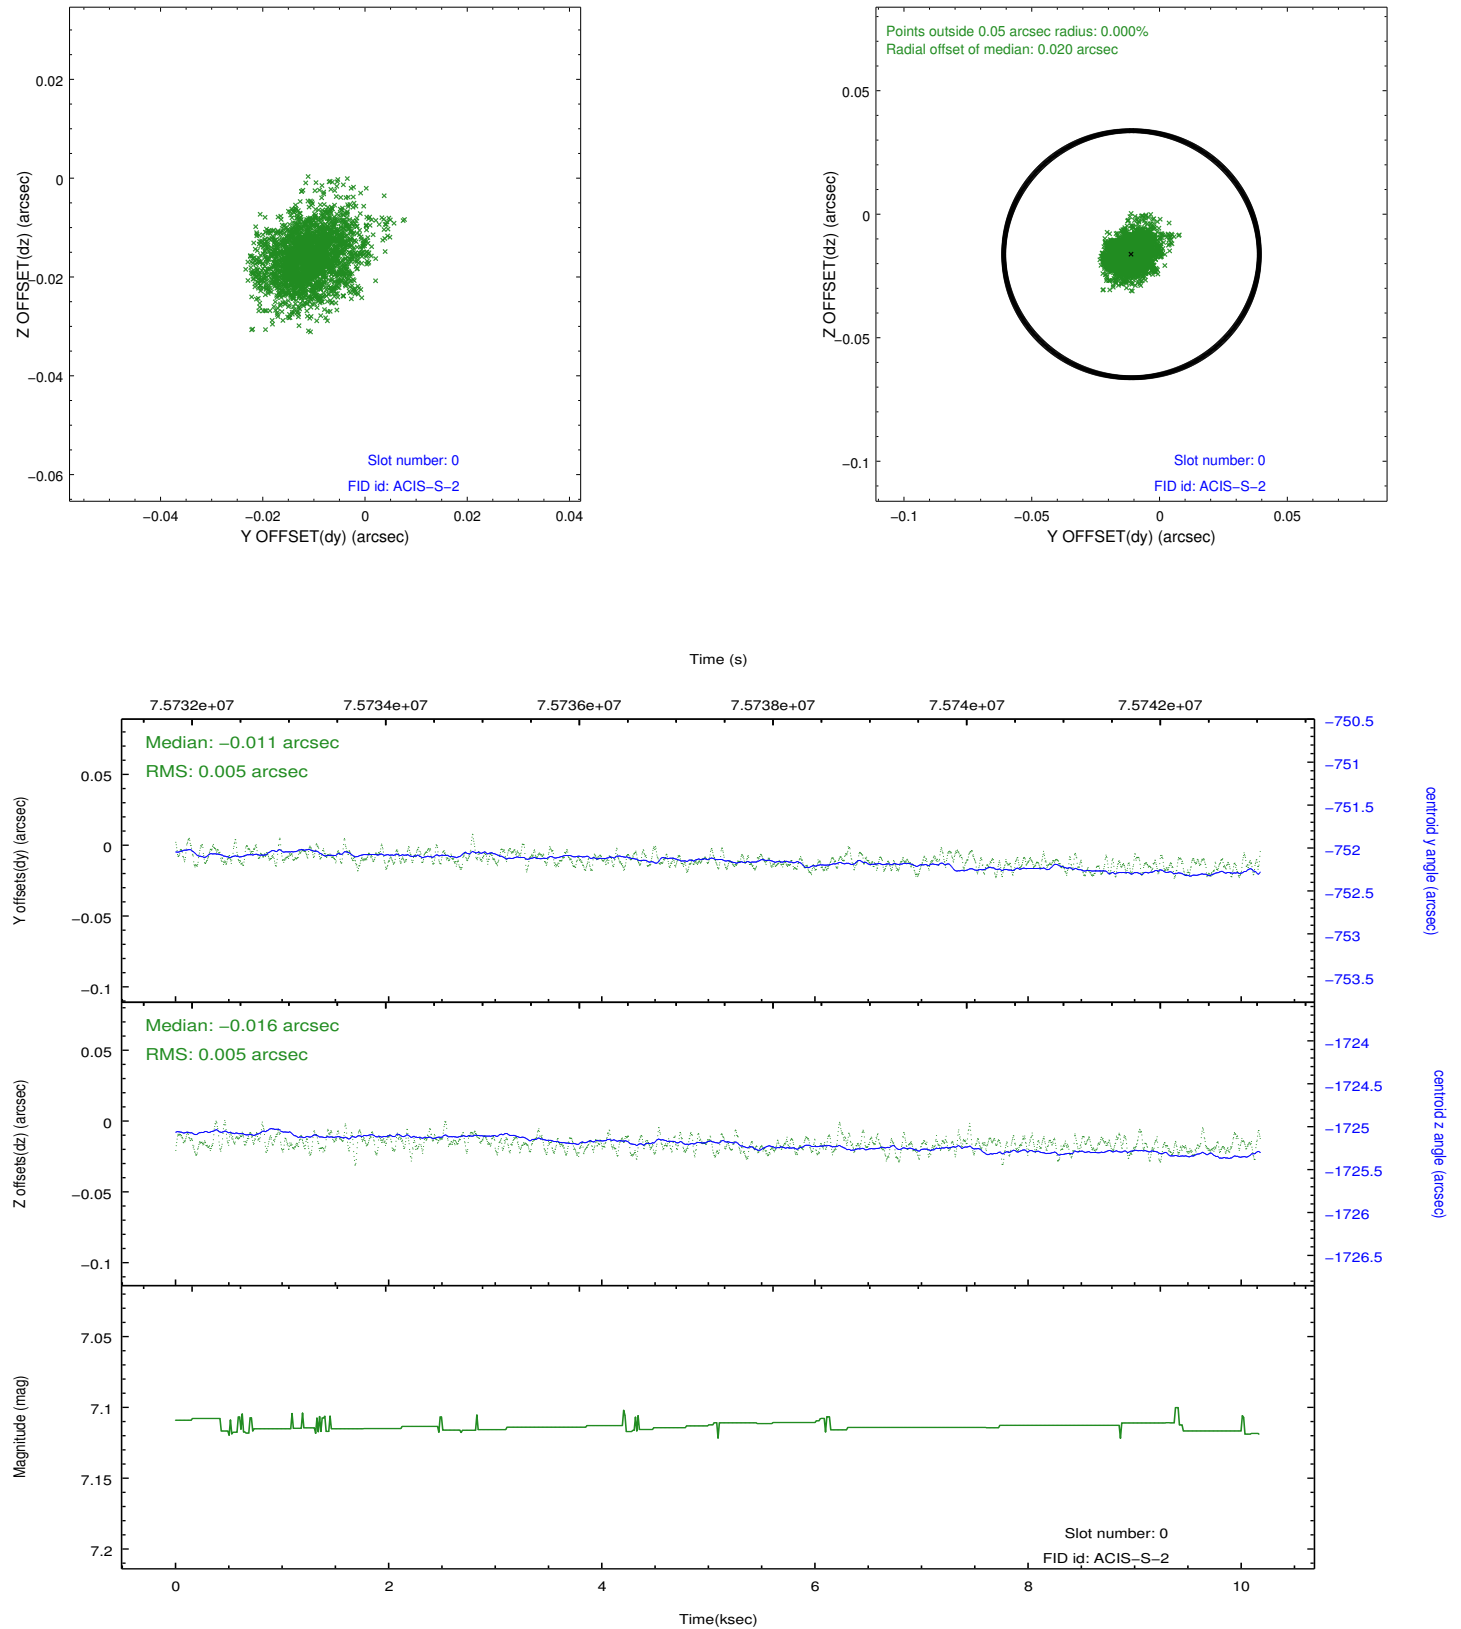 0.02
0
−0.02
−0.04
−0.06
Z OFFSET(dz) (arcsec)
Slot number: 0
FID id: ACIS−S−2
−0.04
−0.02
0
0.02
0.04
Y OFFSET(dy) (arcsec)
Points outside 0.05 arcsec radius: 0.000%
Radial offset of median: 0.020 arcsec
0.05
0
−0.05
−0.1
Z OFFSET(dz) (arcsec)
Slot number: 0
FID id: ACIS−S−2
−0.1
−0.05
0
0.05
Y OFFSET(dy) (arcsec)
Time (s)
7.5732e+07
7.5734e+07
7.5736e+07
7.5738e+07
7.574e+07
7.5742e+07
Median: −0.011 arcsec
RMS: 0.005 arcsec
0.05
0
−0.05
−0.1
Y offsets(dy) (arcsec)
−750.5
−751
−751.5
−752
−752.5
−753
−753.5
centroid y angle (arcsec)
Median: −0.016 arcsec
RMS: 0.005 arcsec
0.05
0
−0.05
−0.1
Z offsets(dz) (arcsec)
−1724
−1724.5
−1725
−1725.5
−1726
−1726.5
centroid z angle (arcsec)
7.05
7.1
7.15
7.2
Magnitude (mag)
Slot number: 0
FID id: ACIS−S−2
0
2
4
6
8
10
Time(ksec)